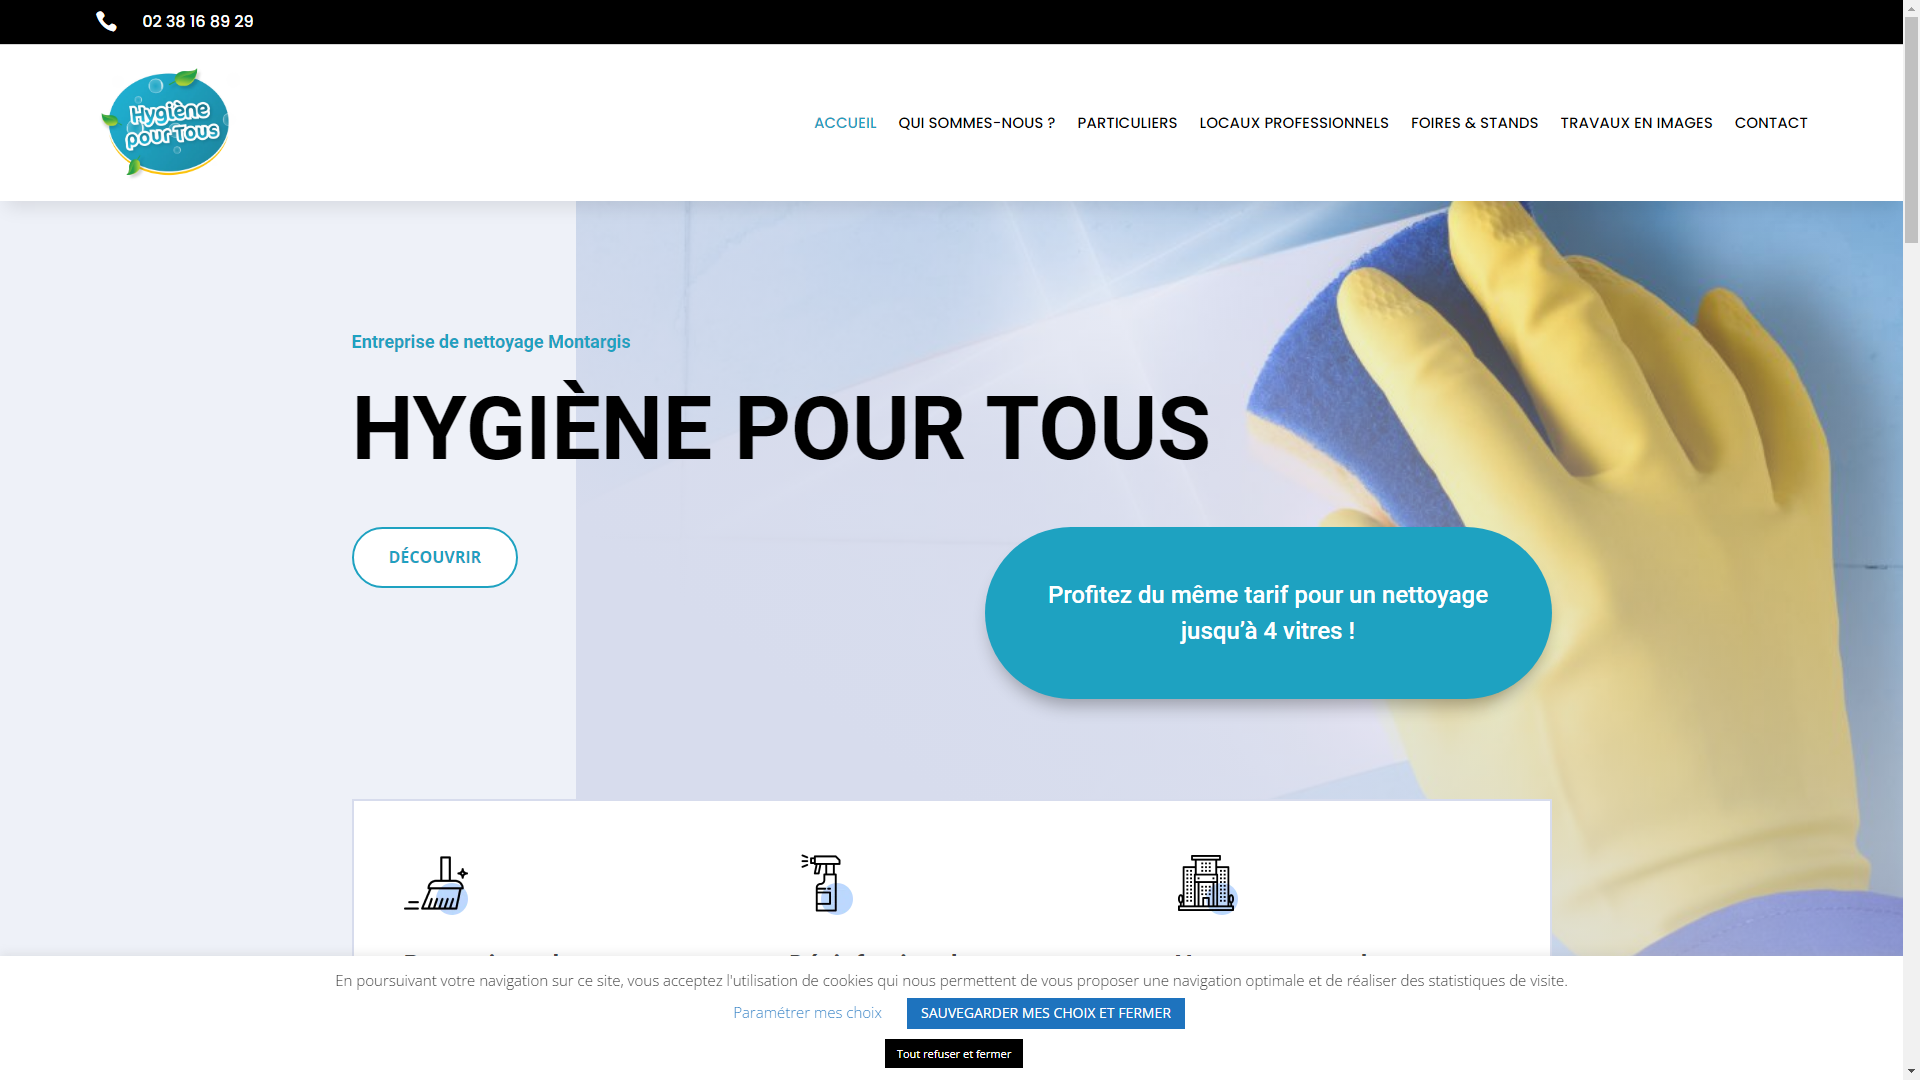 02 38 16 89 29
Hygiène
pour Tous
ACCUEIL QUI SOMMES-NOUS ? PARTICULIERS LOCAUX PROFESSIONNELS FOIRES & STANDS TRAVAUX EN IMAGES CONTACT
Entreprise de nettoyage Montargis
HYGIÈNE POUR TOUS
DÉCOUVRIR
Profitez du même tarif pour un nettoyage
jusqu’à 4 vitres !
En poursuivant votre navigation sur ce site, vous acceptez l'utilisation de cookies qui nous permettent de vous proposer une navigation optimale et de réaliser des statistiques de visite.
Paramétrer mes choix SAUVEGARDER MES CHOIX ET FERMER
Tout refuser et fermer